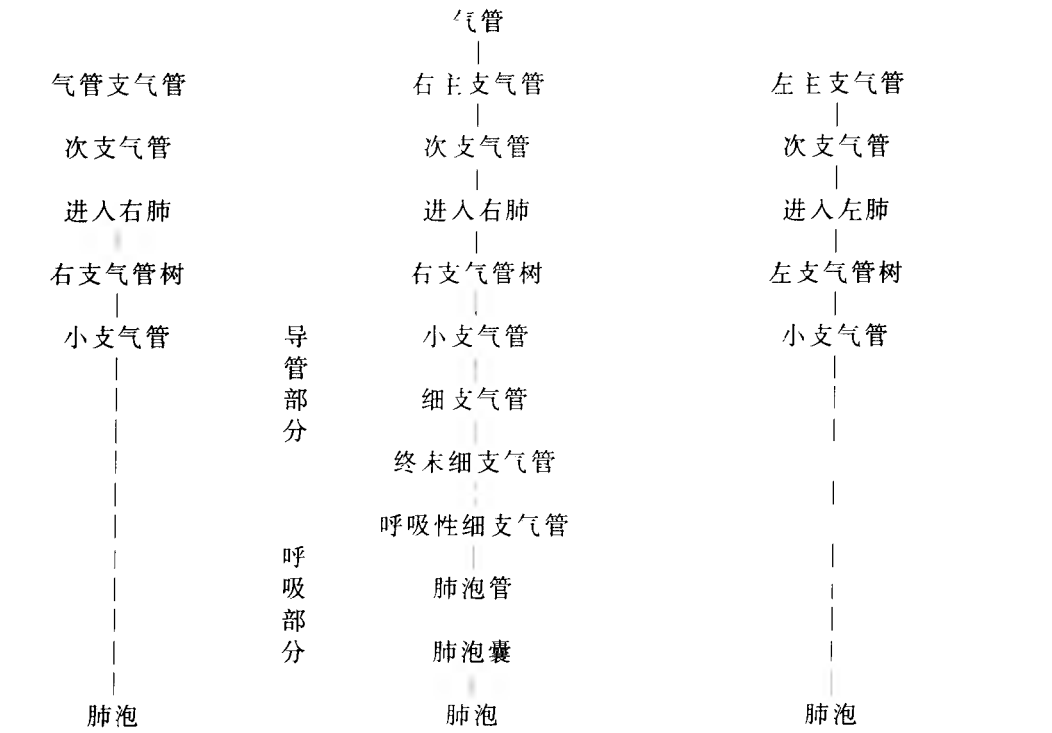 气管
气管支气管 右主支气管 左主支气管
次支气管 次支气管 次支气管
进入右肺 进入右肺 进入左肺
右支气管树 右支气管树 左支气管树
小支气管 导管部分 小支气管 小支气管
细支气管
终末细支气管
呼吸性细支气管
呼吸部分 肺泡管
肺泡囊
肺泡 肺泡 肺泡